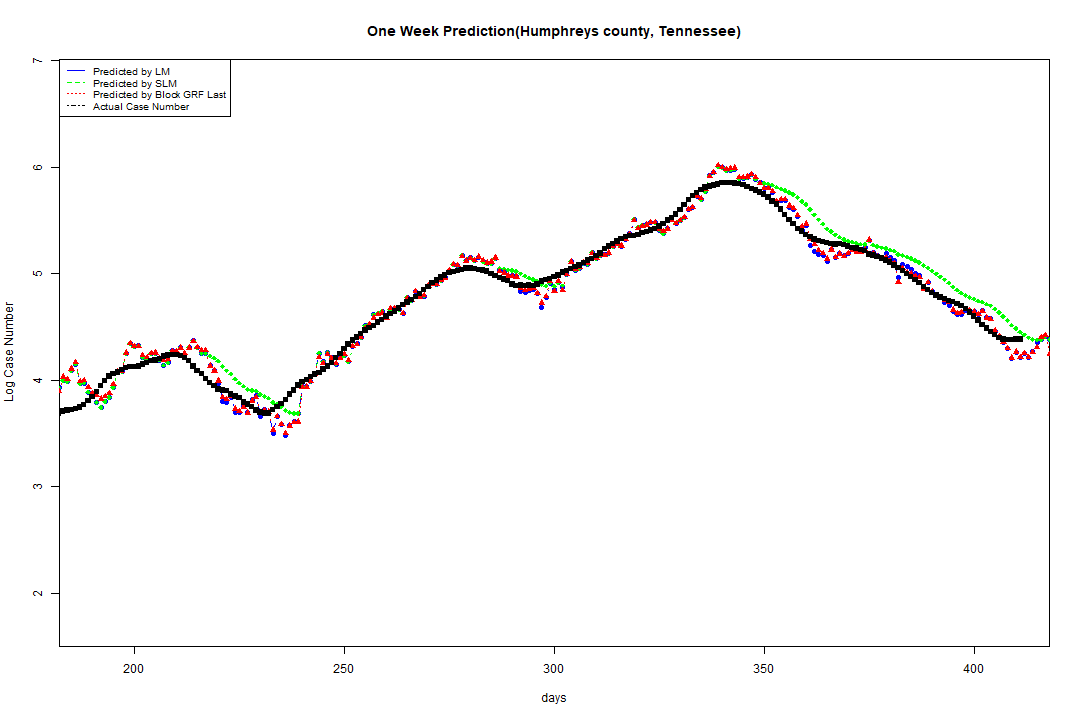 One Week Prediction(Humphreys county, Tennessee)
Predicted by LM
Predicted by SLM
Predicted by Block GRF Last
Actual Case Number
7
6
5
4
3
2
Log Case Number
200 250 300 350 400
days